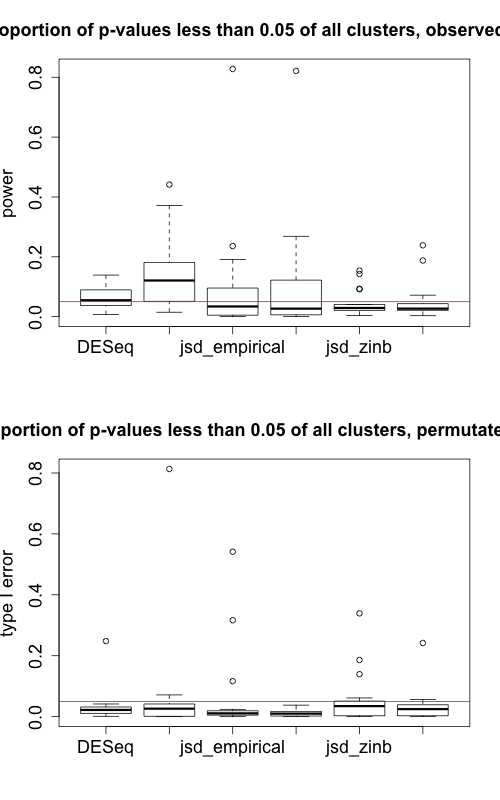 oportion of p-values less than 0.05 of all clusters, observed
0.8
0.6
0.4
0.2
0.0
power
DESeq jsd_empirical jsd_zinb
portion of p-values less than 0.05 of all clusters, permutate
0.8
0.6
0.4
0.2
0.0
type I error
DESeq jsd_empirical jsd_zinb